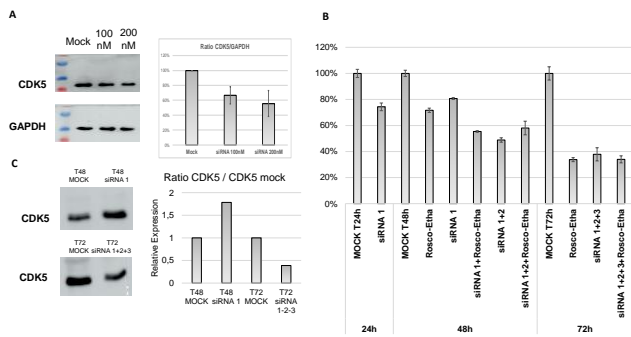 A
Mock
100 nM
200 nM
CDK5
GAPDH
Ratio CDK5/GAPDH
120%
100%
80%
60%
40%
20%
0%
Mock
siRNA 100nM
siRNA 200nM
B
120%
100%
80%
60%
40%
20%
0%
MOCK T24h
siRNA 1
MOCK T48h
Rosco-Etha
siRNA 1
siRNA 1+Rosco-Etha
siRNA 1+2
siRNA 1+2+Rosco-Etha
MOCK T72h
Rosco-Etha
siRNA 1+2+3
siRNA 1+2+3+Rosco-Etha
24h
48h
72h
C
T48 MOCK
T48 siRNA 1
CDK5
T72 MOCK
T72 siRNA 1+2+3
CDK5
Ratio CDK5 / CDK5 mock
Relative Expression
2
1,5
1
0,5
0
T48 MOCK
T48 siRNA 1
T72 MOCK
T72 siRNA 1-2-3